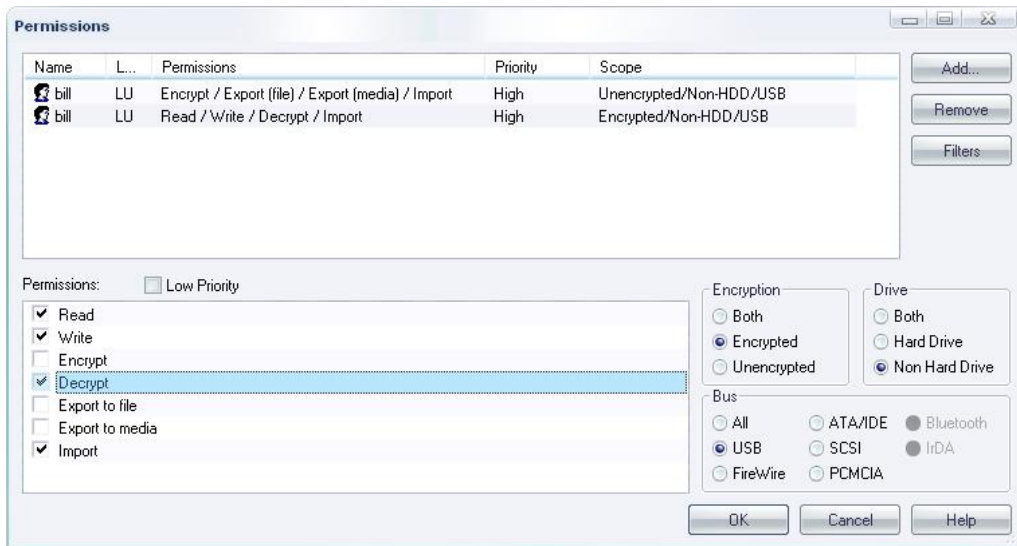 Permissions
Name L... Permissions Priority Scope
bill LU Encrypt / Export (file) / Export (media) / Import High Unencrypted/Non-HDD/USB
bill LU Read / Write / Decrypt / Import High Encrypted/Non-HDD/USB
Add...
Remove
Filters
Permissions: Low Priority
Read
Write
Encrypt
Decrypt
Export to file
Export to media
Import
Encryption
Both
Encrypted
Unencrypted
Drive
Both
Hard Drive
Non Hard Drive
Bus
All ATA/IDE Bluetooth
USB SCSI IrDA
FireWire PCMCIA
OK Cancel Help